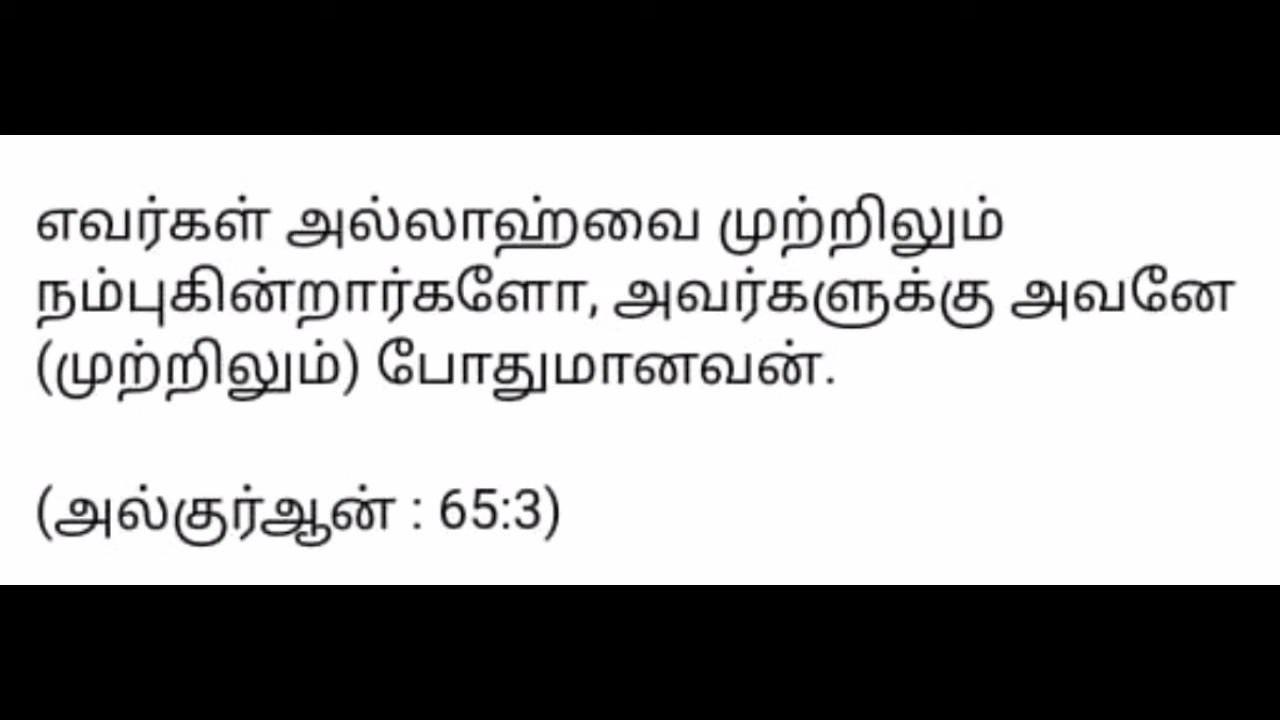 எவர்கள் அல்லாஹ்வை முற்றிலும்
நம்புகின்றார்களோ, அவர்களுக்கு அவனே
(முற்றிலும்) போதுமானவன்.
(அல்குர்ஆன் : 65:3)